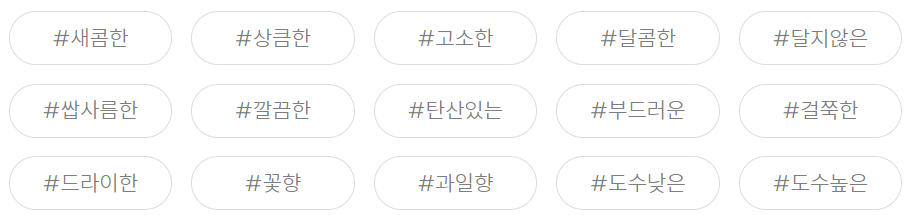 #새콤한 #상큼한 #고소한 #달콤한 #달지않은
#쌉사름한 #깔끔한 #탄산있는 #부드러운 #걸쭉한
#드라이한 #꽃향 #과일향 #도수낮은 #도수높은